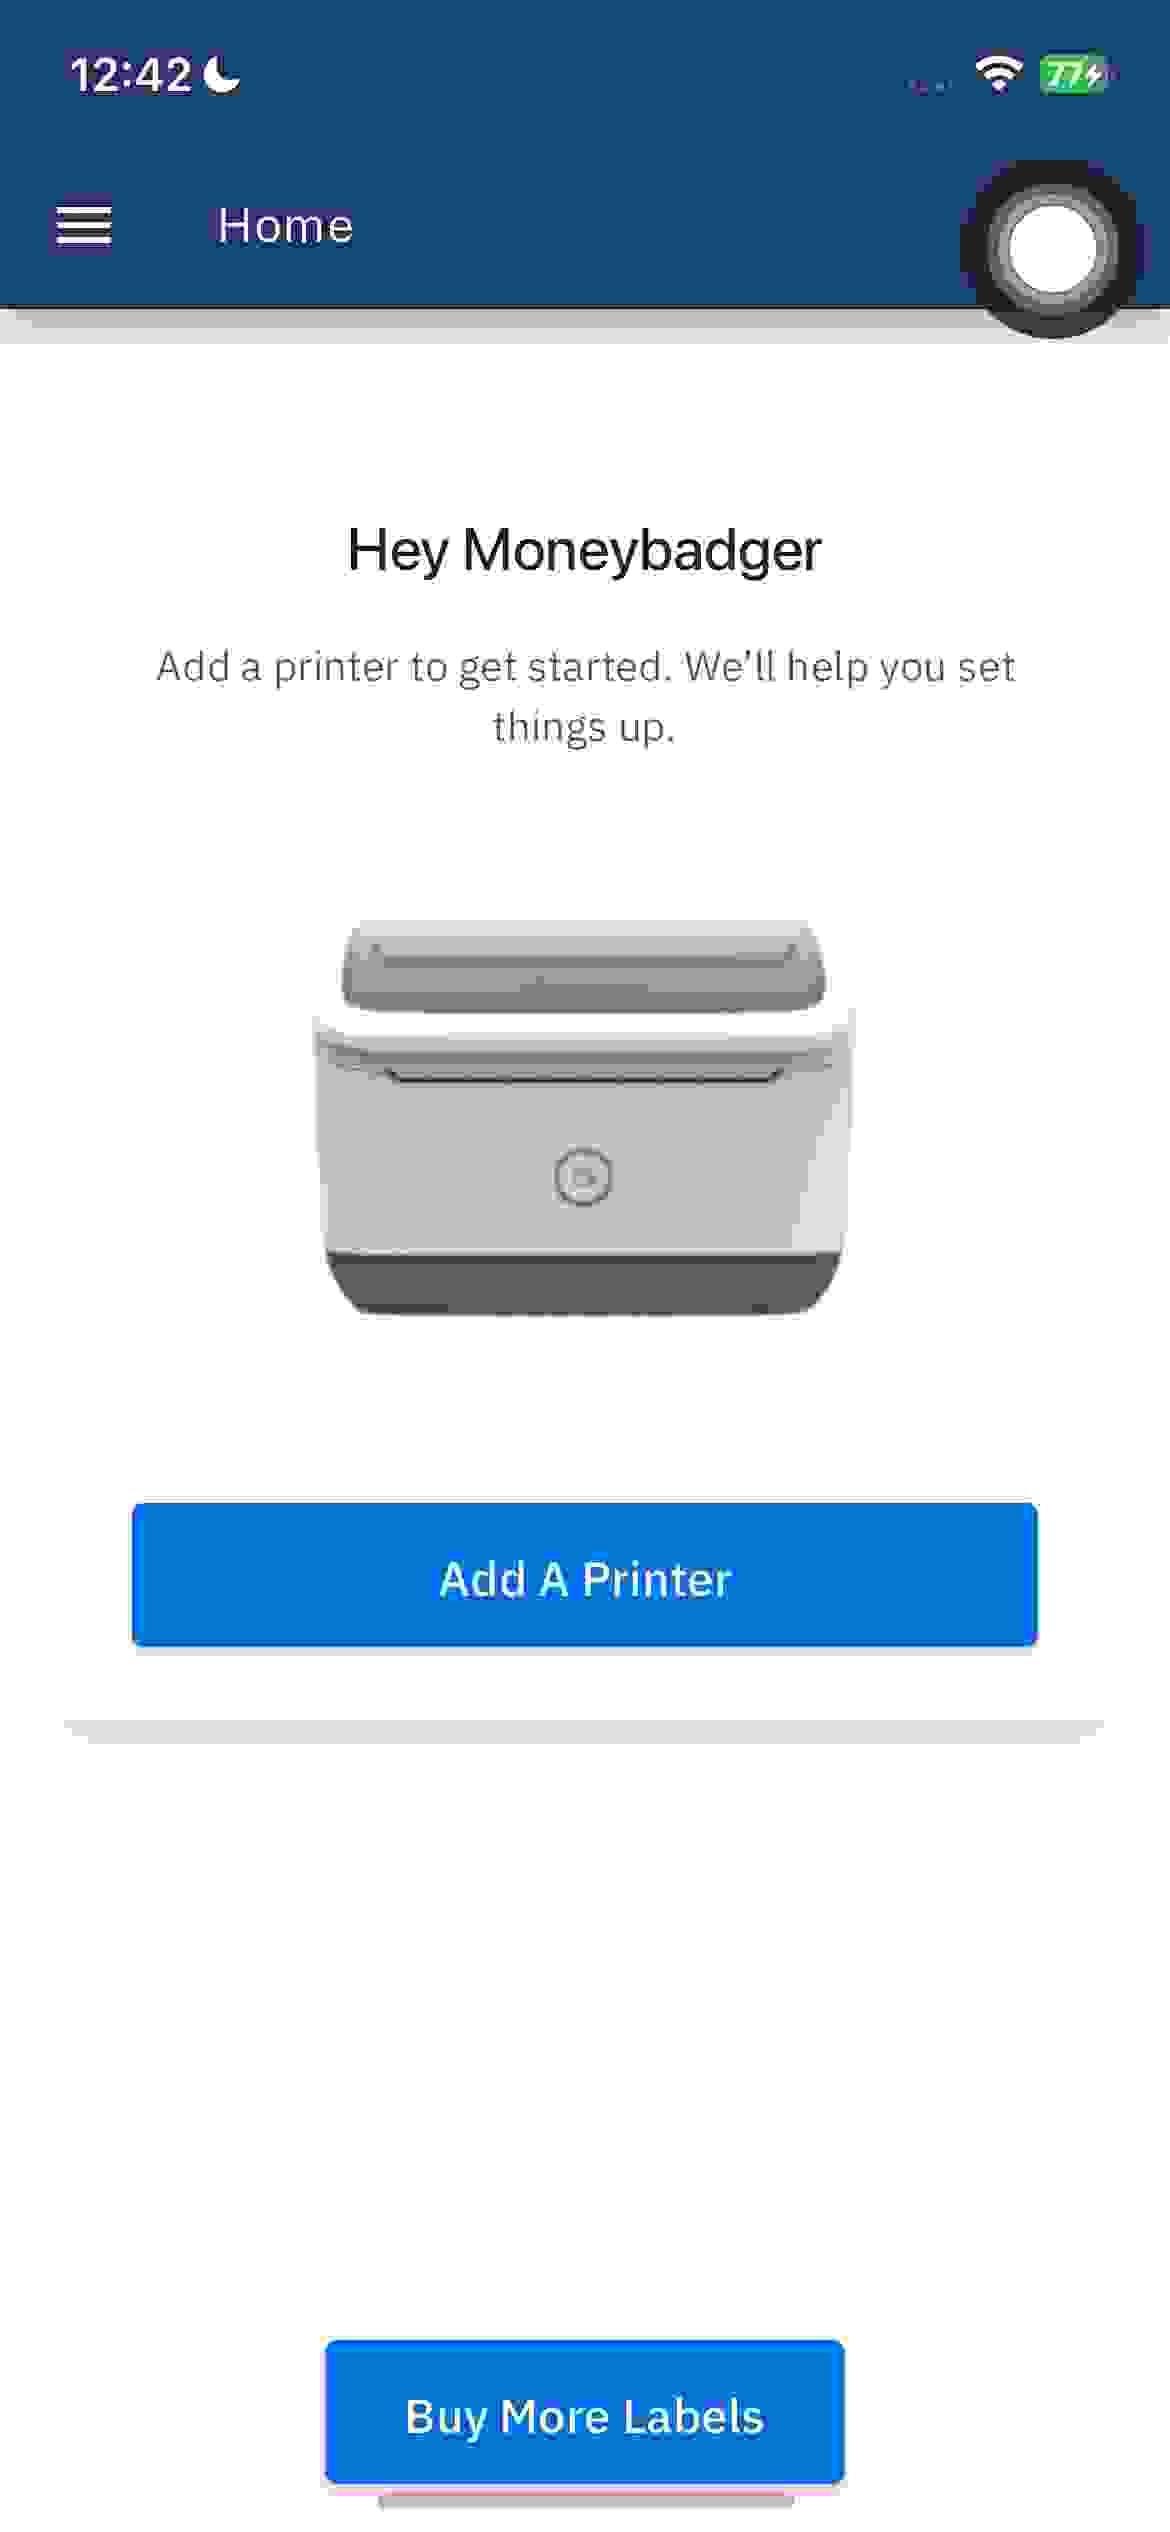 12:42
77
Home
Hey Moneybadger
Add a printer to get started. We'll help you set
things up.
Add A Printer
Buy More Labels